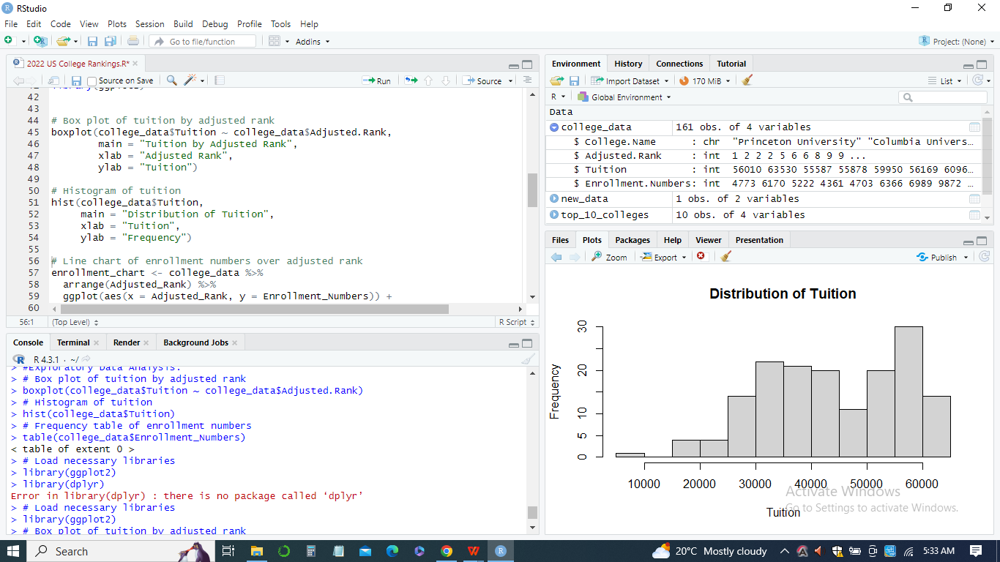 RStudio
File Edit Code View Plots Session Build Debug Profile Tools Help
Go to file/function Addins Project: (None)
2022 US College Rankings.R*
Source on Save Run Source
42
43
44 # Box plot of tuition by adjusted rank
45 boxplot(college_data$Tuition ~ college_data$Adjusted.Rank,
46 main = "Tuition by Adjusted Rank",
47 xlab = "Adjusted Rank",
48 ylab = "Tuition")
49
50 # Histogram of tuition
51 hist(college_data$Tuition,
52 main = "Distribution of Tuition",
53 xlab = "Tuition",
54 ylab = "Frequency")
55
56 # Line chart of enrollment numbers over adjusted rank
57 enrollment_chart <- college_data %>%
58 arrange(Adjusted_Rank) %>%
59 ggplot(aes(x = Adjusted_Rank, y = Enrollment_Numbers)) +
60
56:1 (Top Level) R Script
Console Terminal Render Background Jobs
R 4.3.1 · ~/
> #Exploratory Data Analysis:
> # Box plot of tuition by adjusted rank
> boxplot(college_data$Tuition ~ college_data$Adjusted.Rank)
> # Histogram of tuition
> hist(college_data$Tuition)
> # Frequency table of enrollment numbers
> table(college_data$Enrollment_Numbers)
< table of extent 0 >
> # Load necessary libraries
> library(ggplot2)
> library(dplyr)
Error in library(dplyr) : there is no package called ‘dplyr’
> # Load necessary libraries
> library(ggplot2)
> # Box plot of tuition by adjusted rank
Environment History Connections Tutorial
Import Dataset 170 MiB List
R Global Environment
Data
college_data 161 obs. of 4 variables
$ College.Name : chr "Princeton University" "Columbia Univers...
$ Adjusted.Rank : int 1 2 2 2 5 6 6 8 9 9 ...
$ Tuition : int 56010 63530 55587 55878 59950 56169 6096...
$ Enrollment.Numbers: int 4773 6170 5222 4361 4703 6366 6989 9872 ...
new_data 1 obs. of 2 variables
top_10_colleges 10 obs. of 4 variables
Files Plots Packages Help Viewer Presentation
Zoom Export Publish
Distribution of Tuition
Frequency
30
20
10
5
0
10000 20000 30000 40000 50000 60000
Tuition
Activate Windows
Go to Settings to activate Windows.
Search 20°C Mostly cloudy 5:33 AM